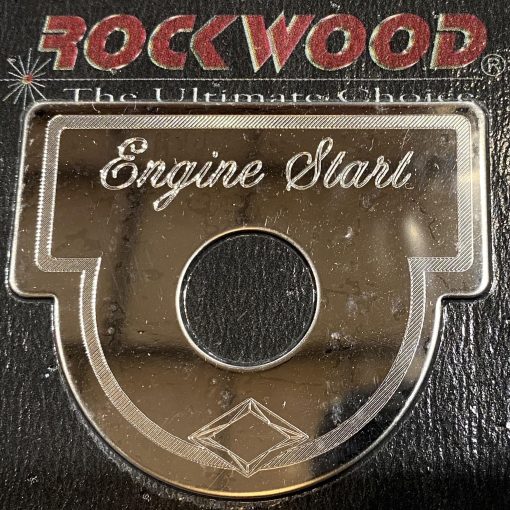 ROCKWOOD®
The Ultimate Choice
Engine Start